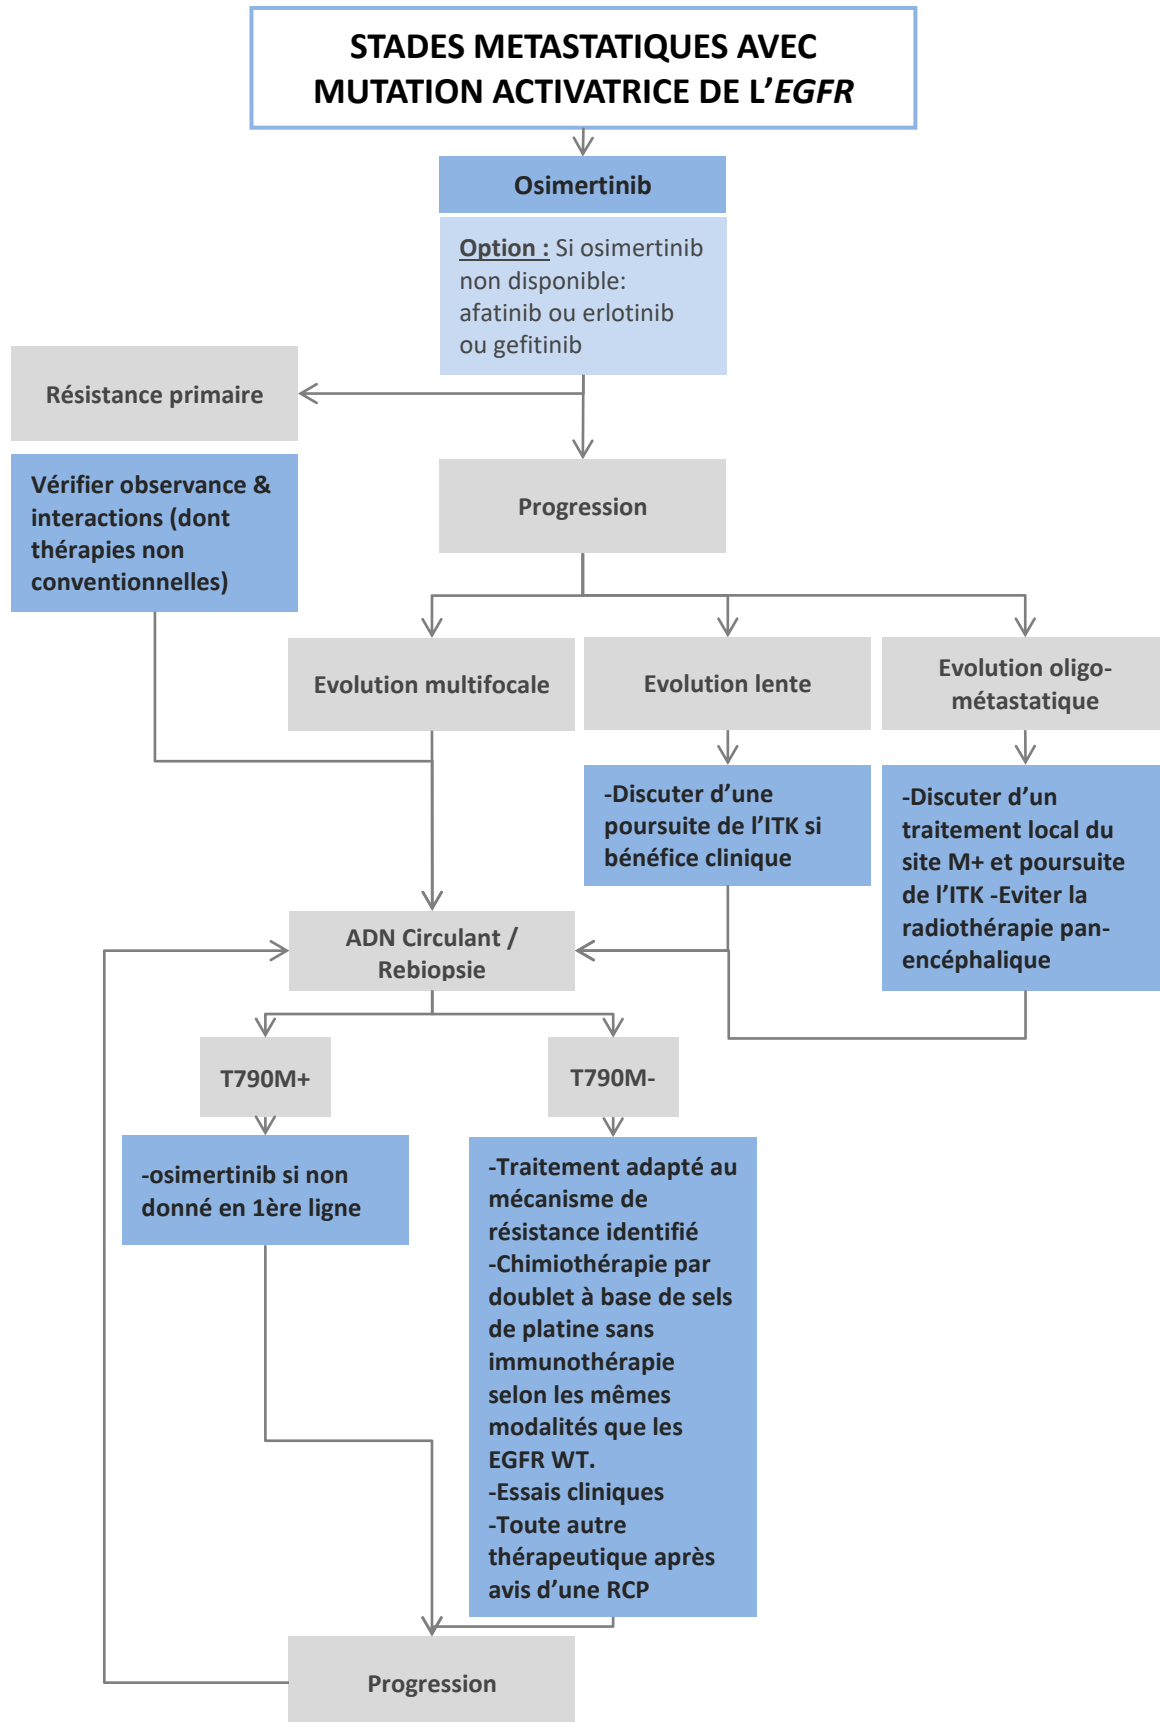 STADES METASTATIQUES AVEC
MUTATION ACTIVATRICE DE L’EGFR
Osimertinib
Option : Si osimertinib
non disponible:
afatinib ou erlotinib
ou gefitinib
Résistance primaire
Vérifier observance &
interactions (dont
thérapies non
conventionnelles)
Progression
Evolution multifocale
Evolution lente
Evolution oligo-
métastatique
-Discuter d’une
poursuite de l’ITK si
bénéfice clinique
-Discuter d’un
traitement local du
site M+ et poursuite
de l’ITK -Eviter la
radiothérapie pan-
encéphalique
ADN Circulant /
Rebiopsie
T790M+
T790M-
-osimertinib si non
donné en 1ère ligne
-Traitement adapté au
mécanisme de
résistance identifié
-Chimiothérapie par
doublet à base de sels
de platine sans
immunothérapie
selon les mêmes
modalités que les
EGFR WT.
-Essais cliniques
-Toute autre
thérapeutique après
avis d’une RCP
Progression